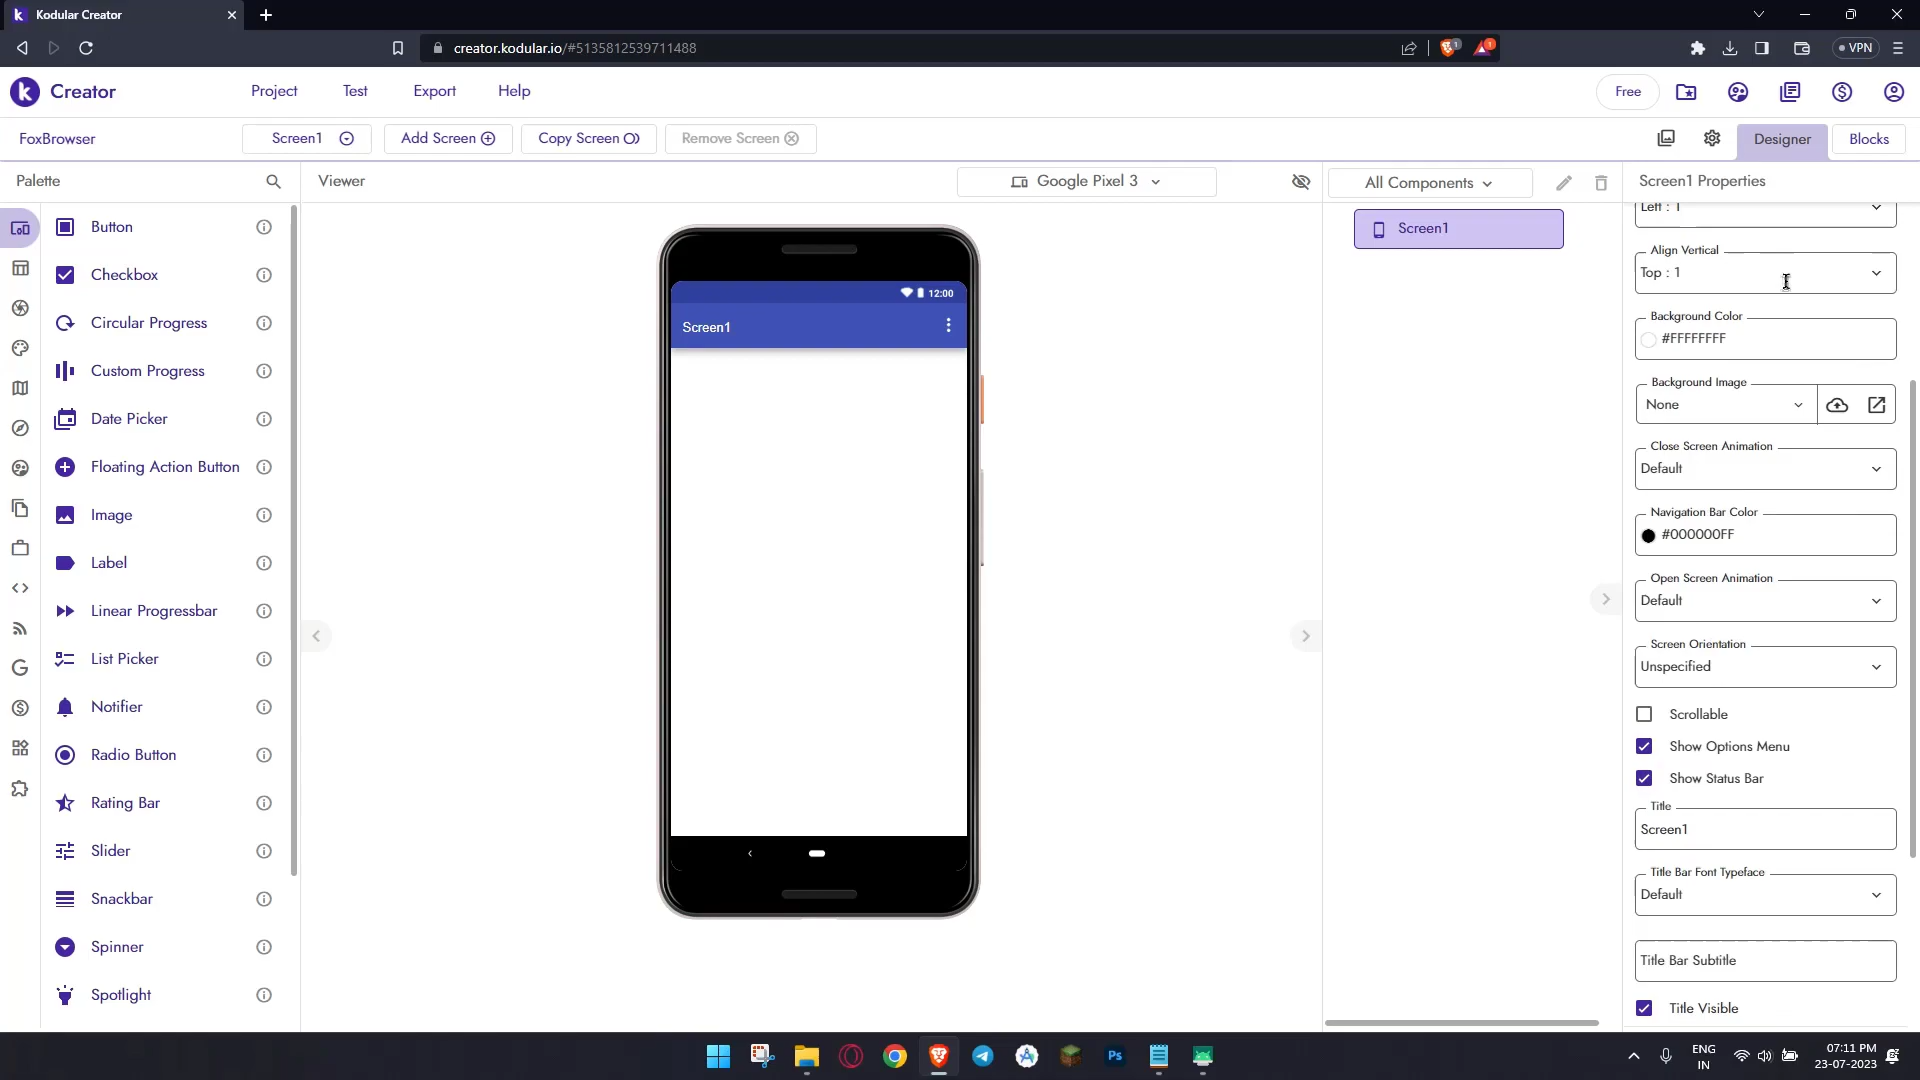 Kodular Creator
creator.kodular.io/#5135812539711488
1
1
VPN
k
Creator
Project
Test
Export
Help
Free
FoxBrowser
Screen1
Add Screen
Copy Screen
Remove Screen
Designer
Blocks
Palette
Viewer
Google Pixel 3
All Components
Screen1 Properties
Button
Checkbox
Circular Progress
Custom Progress
Date Picker
Floating Action Button
Image
Label
Linear Progressbar
List Picker
Notifier
Radio Button
Rating Bar
Slider
Snackbar
Spinner
Spotlight
12:00
Screen1
Screen1
Left : 1
Align Vertical
Top : 1
Background Color
#FFFFFFFF
Background Image
None
Close Screen Animation
Default
Navigation Bar Color
#000000FF
Open Screen Animation
Default
Screen Orientation
Unspecified
Scrollable
Show Options Menu
Show Status Bar
Title
Screen1
Title Bar Font Typeface
Default
Title Bar Subtitle
Title Visible
Ps
ENG
IN
07:11 PM
23-07-2023